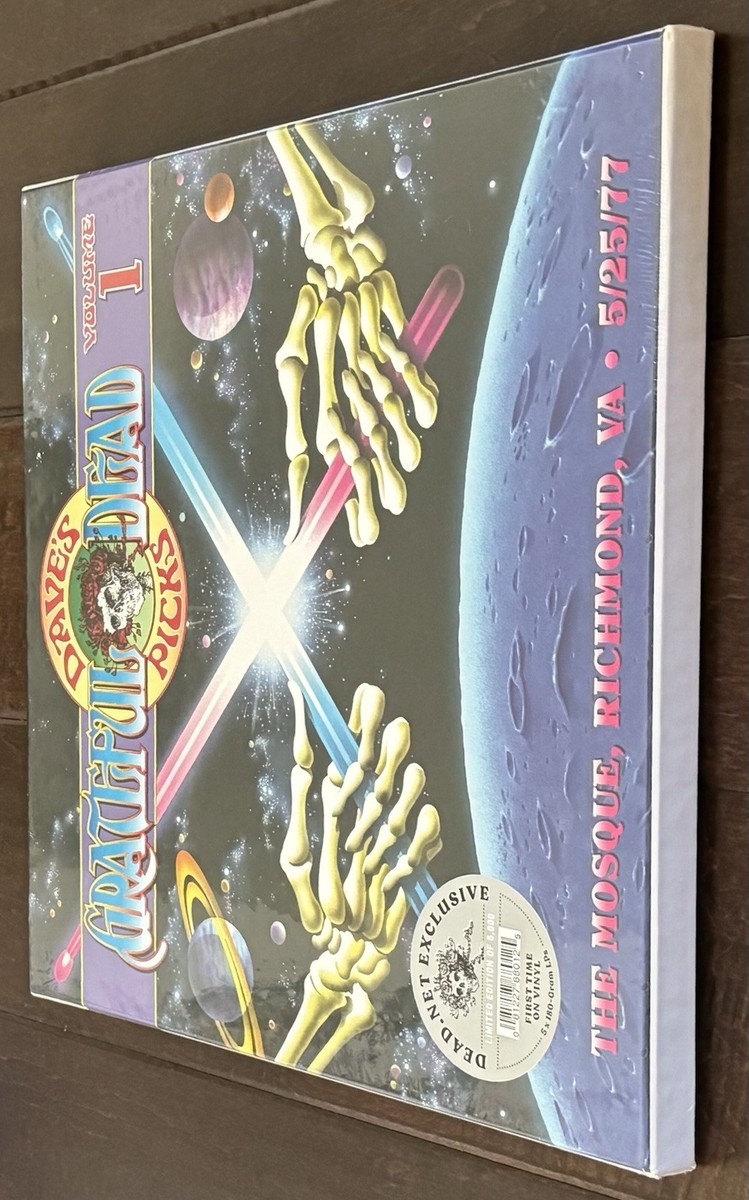 DAVE'S
GRATEFUL DEAD
VOLUME
1
PICKS
DEAD.NET EXCLUSIVE
FIRST TIME
ON VINYL
5 x 180-Gram LPs
THE MOSQUE, RICHMOND, VA • 5/25/77